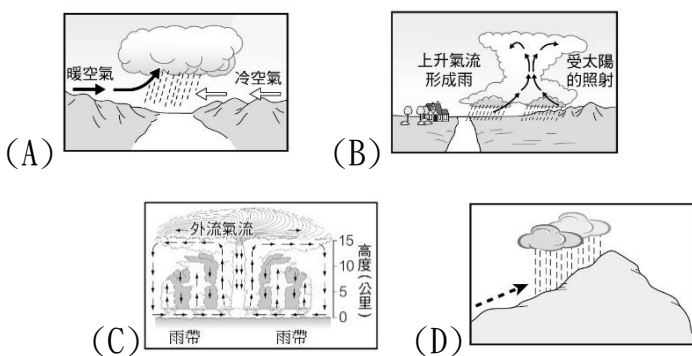 暖空氣
冷空氣
(A)
上升氣流
形成雨
受太陽
的照射
(B)
外流氣流
15
10
5
0
高度(公里)
雨帶
雨帶
(C)
(D)